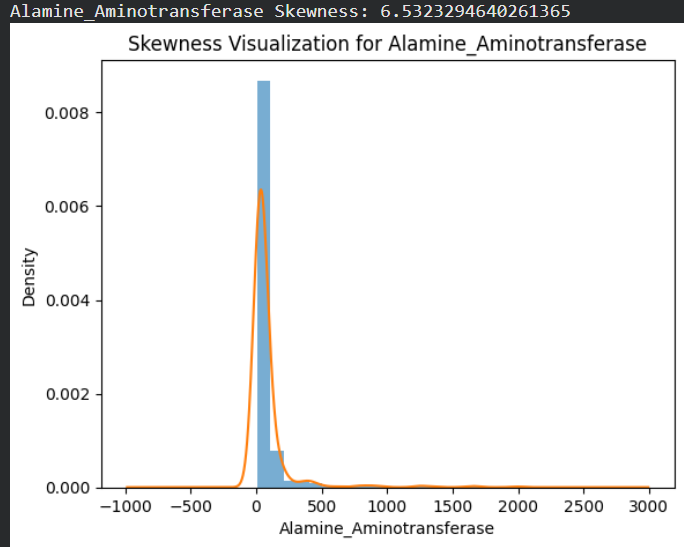 Alamine_Aminotransferase Skewness: 6.5323294640261365
Skewness Visualization for Alamine_Aminotransferase
0.008
0.006
0.004
0.002
0.000
Density
−1000 −500 0 500 1000 1500 2000 2500 3000
Alamine_Aminotransferase